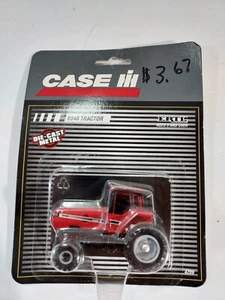 CASE IH
$3.67
8940 TRACTOR
ERTL
DIE-CAST
METAL